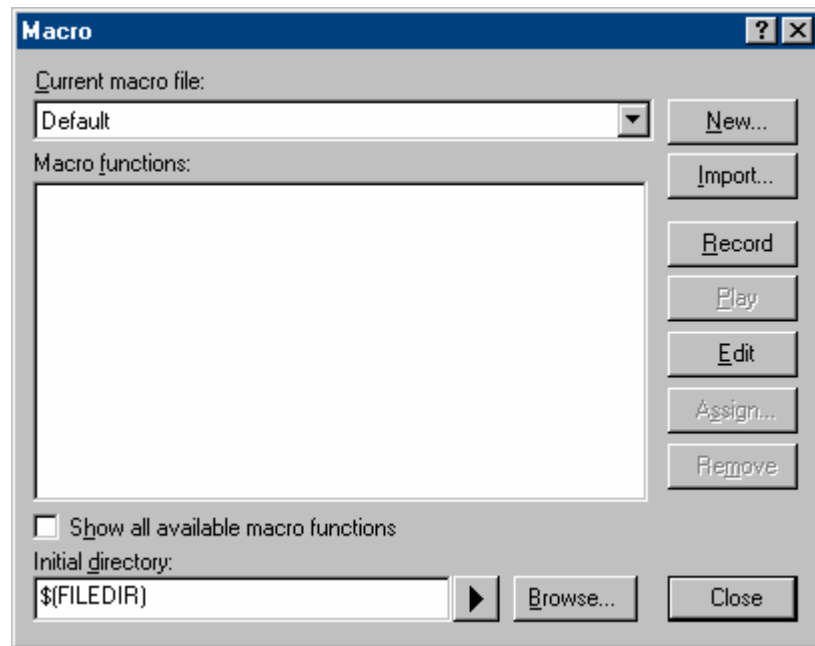 Macro
Current macro file:
Default
New...
Macro functions:
Import...
Record
Play
Edit
Assign...
Remove
Show all available macro functions
Initial directory:
$(FILEDIR)
Browse...
Close